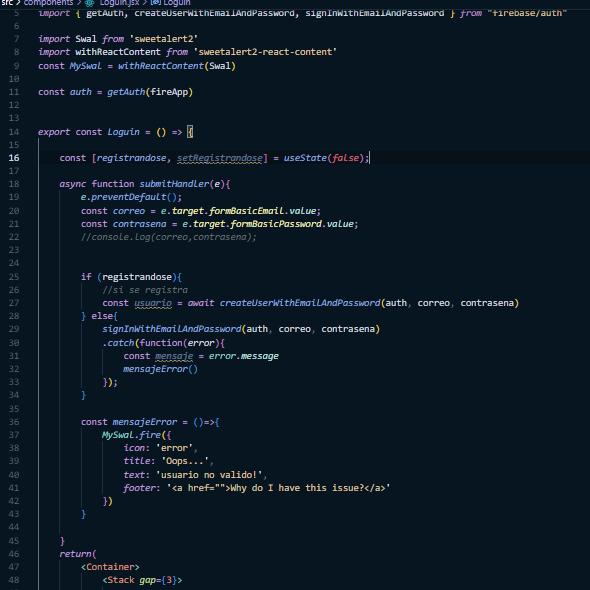 src > components > Loguin.jsx > Loguin
5 import { getAuth, createUserWithEmailAndPassword, signInWithEmailAndPassword } from "firebase/auth"
6
7 import Swal from 'sweetalert2'
8 import withReactContent from 'sweetalert2-react-content'
9 const MySwal = withReactContent(Swal)
10
11 const auth = getAuth(fireApp)
12
13
14 export const Loguin = () => {
15
16 const [registrandose, setRegistrandose] = useState(false);
17
18 async function submitHandler(e){
19 e.preventDefault();
20 const correo = e.target.formBasicEmail.value;
21 const contrasena = e.target.formBasicPassword.value;
22 //console.log(correo,contrasena);
23
24
25 if (registrandose){
26 //si se registra
27 const usuario = await createUserWithEmailAndPassword(auth, correo, contrasena)
28 } else{
29 signInWithEmailAndPassword(auth, correo, contrasena)
30 .catch(function(error){
31 const mensaje = error.message
32 mensajeError()
33 });
34 }
35
36 const mensajeError = ()=>{
37 MySwal.fire({
38 icon: 'error',
39 title: 'Oops...',
40 text: 'usuario no valido!',
41 footer: '<a href="">Why do I have this issue?</a>'
42 })
43 }
44
45 }
46 return(
47 <Container>
48 <Stack gap={3}>